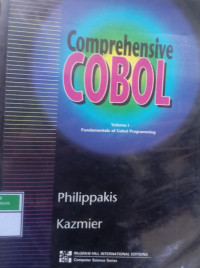 Comprehensive
COBOL
Volume I
Fundamentals of Cobol Programming
Philippakis
Kazmier
McGRAW-HILL INTERNATIONAL EDITIONS
Computer Science Series